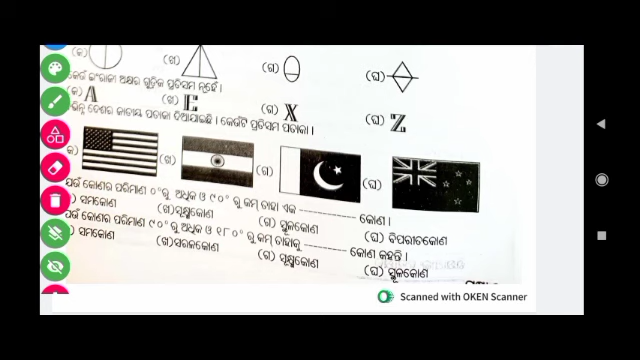 (କ) (ଖ) (ଗ) (ଘ)
କେଉଁ ଇଂରାଜୀ ଅକ୍ଷର ଗୁଡ଼ିକ ପ୍ରତିସମ ନୁହେଁ ।
(କ) A (ଖ) E (ଗ) X (ଘ) Z
ଦେଶର ଜାତୀୟ ପତାକା ଦିଆଯାଇଛି । କେଉଁଟି ପ୍ରତିସମ ପତାକା ।
କ) (ଖ) (ଗ) (ଘ)
ଯେଉଁ କୋଣର ପରିମାଣ ୦°ରୁ ଅଧିକ ଓ ୯୦°ରୁ କମ୍ ତାହା ଏକ ____ କୋଣ ।
) ସମକୋଣ (ଖ)ସୂକ୍ଷ୍ମକୋଣ (ଗ) ସ୍ଥୂଳକୋଣ (ଘ) ବିପରୀତକୋଣ
ଯେଉଁ କୋଣର ପରିମାଣ ୯୦°ରୁ ଅଧିକ ଓ ୧୮୦°ରୁ କମ୍ ତାହାକୁ ____ କୋଣ କହନ୍ତି ।
) ସମକୋଣ (ଖ)ସରଳକୋଣ (ଗ) ସୂକ୍ଷ୍ମକୋଣ (ଘ) ସ୍ଥୂଳକୋଣ
Scanned with OKEN Scanner